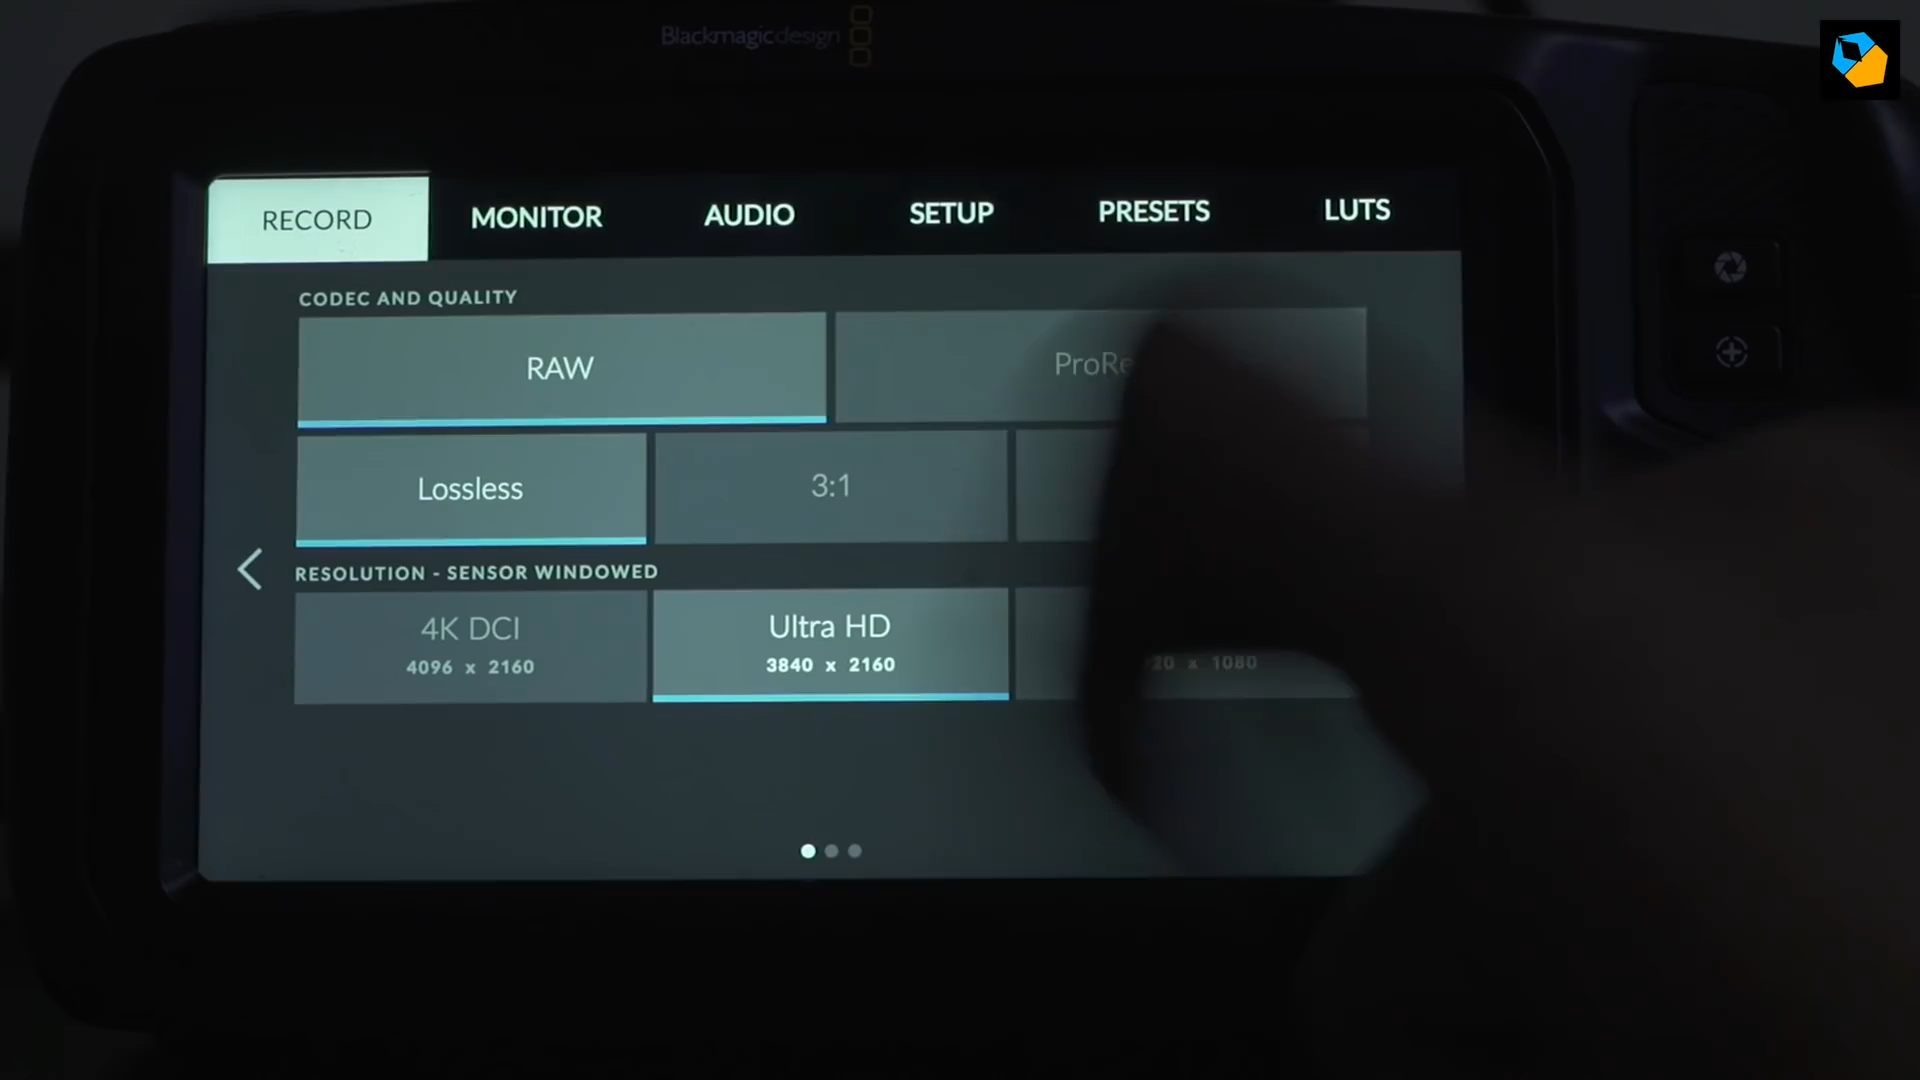 Blackmagicdesign
RECORD MONITOR AUDIO SETUP PRESETS LUTS
CODEC AND QUALITY
RAW
Lossless 3:1
RESOLUTION - SENSOR WINDOWED
4K DCI Ultra HD
4096 x 2160 3840 x 2160 x 1080